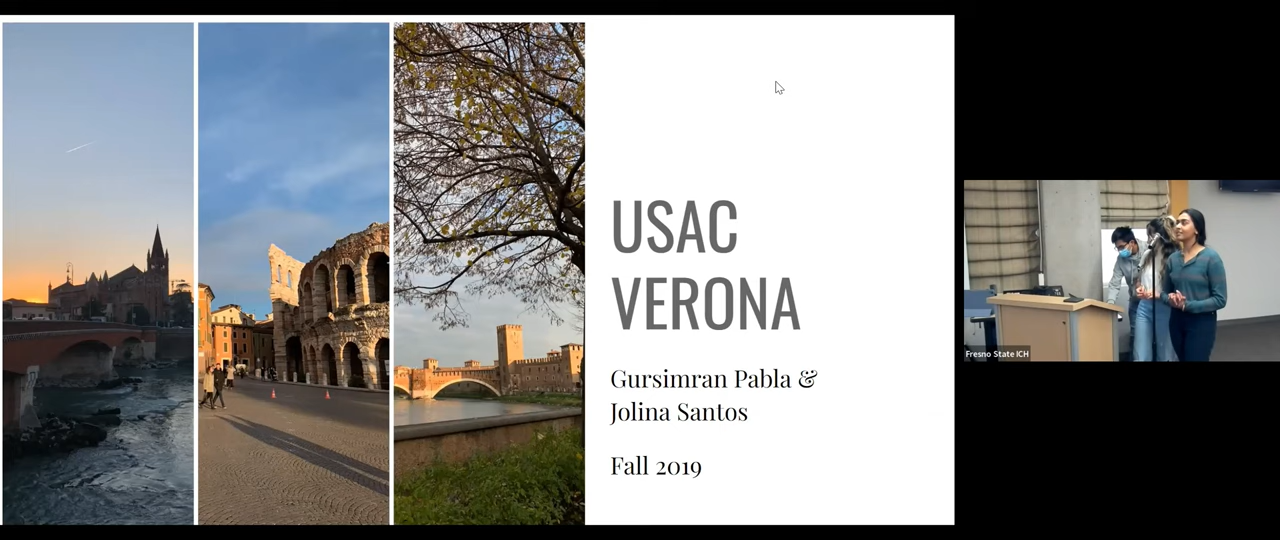 USAC
VERONA
Gursimran Pabla &
Jolina Santos
Fall 2019
Fresno State ICH